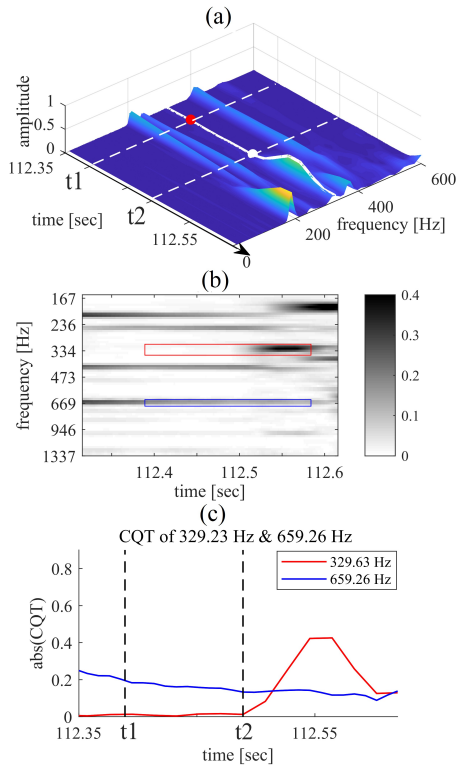 (a)
amplitude
1
0.5
0
112.35
t1
t2
time [sec]
112.55
0
200
400
600
frequency [Hz]
(b)
frequency [Hz]
167
236
334
473
669
946
1337
112.4
112.5
112.6
time [sec]
0.4
0.3
0.2
0.1
0
(c)
CQT of 329.23 Hz & 659.26 Hz
329.63 Hz
659.26 Hz
abs(CQT)
0.8
0.6
0.4
0.2
0
112.35
t1
t2
112.55
time [sec]